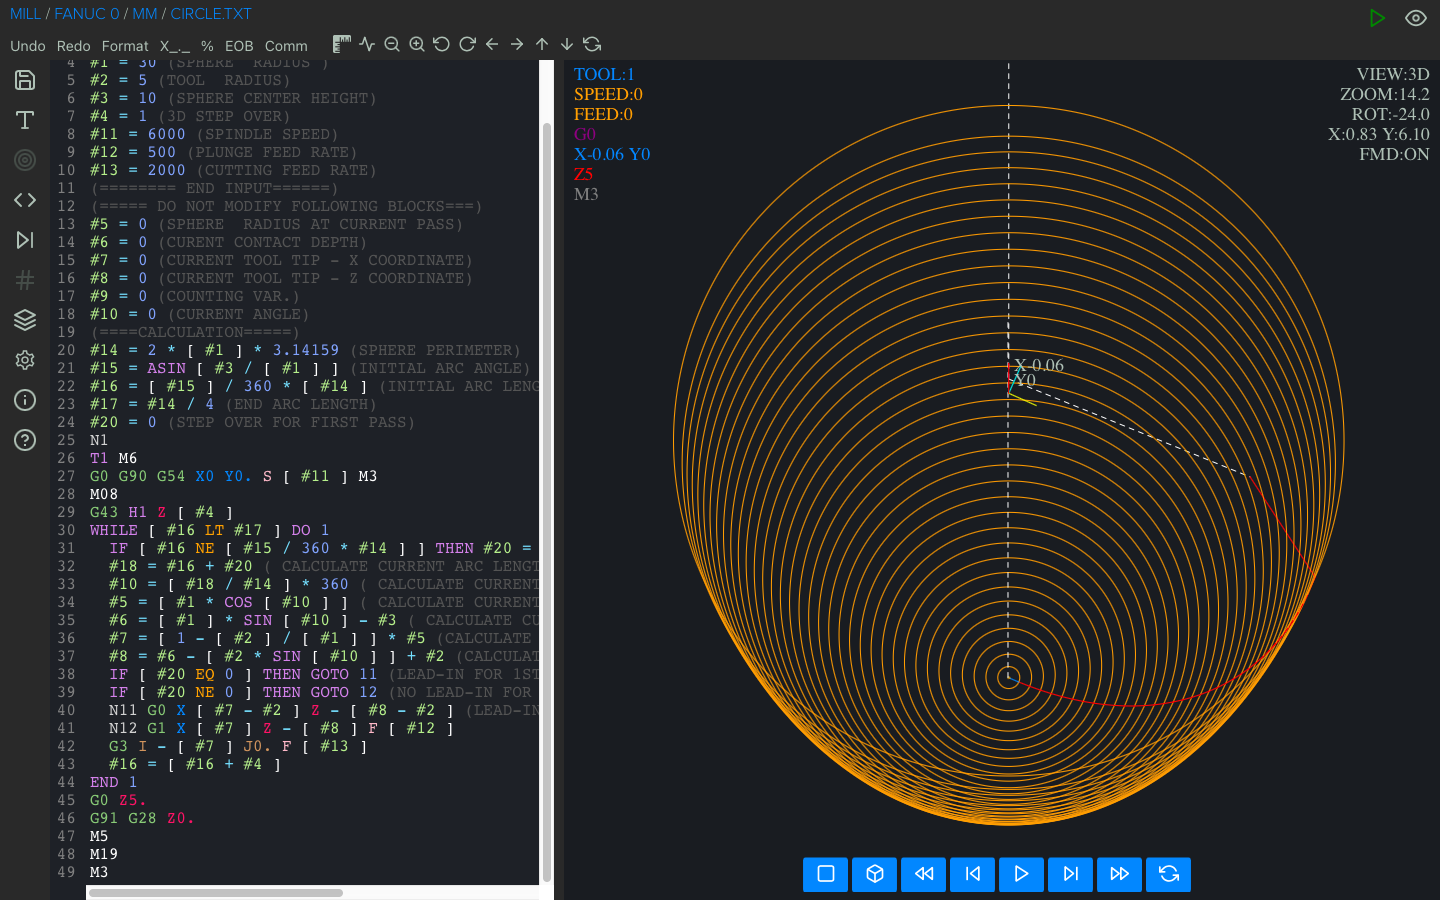 MILL / FANUC 0 / MM / CIRCLE.TXT
Undo Redo Format X_._ % EOB Comm
4 #1 = 30 (SPHERE RADIUS )
5 #2 = 5 (TOOL RADIUS)
6 #3 = 10 (SPHERE CENTER HEIGHT)
7 #4 = 1 (3D STEP OVER)
8 #11 = 6000 (SPINDLE SPEED)
9 #12 = 500 (PLUNGE FEED RATE)
10 #13 = 2000 (CUTTING FEED RATE)
11 (======== END INPUT======)
12 (===== DO NOT MODIFY FOLLOWING BLOCKS===)
13 #5 = 0 (SPHERE RADIUS AT CURRENT PASS)
14 #6 = 0 (CURENT CONTACT DEPTH)
15 #7 = 0 (CURRENT TOOL TIP - X COORDINATE)
16 #8 = 0 (CURRENT TOOL TIP - Z COORDINATE)
17 #9 = 0 (COUNTING VAR.)
18 #10 = 0 (CURRENT ANGLE)
19 (====CALCULATION=====)
20 #14 = 2 * [ #1 ] * 3.14159 (SPHERE PERIMETER)
21 #15 = ASIN [ #3 / [ #1 ] ] (INITIAL ARC ANGLE)
22 #16 = [ #15 ] / 360 * [ #14 ] (INITIAL ARC LENG
23 #17 = #14 / 4 (END ARC LENGTH)
24 #20 = 0 (STEP OVER FOR FIRST PASS)
25 N1
26 T1 M6
27 G0 G90 G54 X0 Y0. S [ #11 ] M3
28 M08
29 G43 H1 Z [ #4 ]
30 WHILE [ #16 LT #17 ] DO 1
31 IF [ #16 NE [ #15 / 360 * #14 ] ] THEN #20 =
32 #18 = #16 + #20 ( CALCULATE CURRENT ARC LENGT
33 #10 = [ #18 / #14 ] * 360 ( CALCULATE CURRENT
34 #5 = [ #1 * COS [ #10 ] ] ( CALCULATE CURRENT
35 #6 = [ #1 ] * SIN [ #10 ] - #3 ( CALCULATE CU
36 #7 = [ 1 - [ #2 ] / [ #1 ] ] * #5 (CALCULATE
37 #8 = #6 - [ #2 * SIN [ #10 ] ] + #2 (CALCULAT
38 IF [ #20 EQ 0 ] THEN GOTO 11 (LEAD-IN FOR 1ST
39 IF [ #20 NE 0 ] THEN GOTO 12 (NO LEAD-IN FOR
40 N11 G0 X [ #7 - #2 ] Z - [ #8 - #2 ] (LEAD-IN
41 N12 G1 X [ #7 ] Z - [ #8 ] F [ #12 ]
42 G3 I - [ #7 ] J0. F [ #13 ]
43 #16 = [ #16 + #4 ]
44 END 1
45 G0 Z5.
46 G91 G28 Z0.
47 M5
48 M19
49 M3
TOOL:1
SPEED:0
FEED:0
G0
X-0.06 Y0
Z5
M3
VIEW:3D
ZOOM:14.2
ROT:-24.0
X:0.83 Y:6.10
FMD:ON
X-0.06
Y0